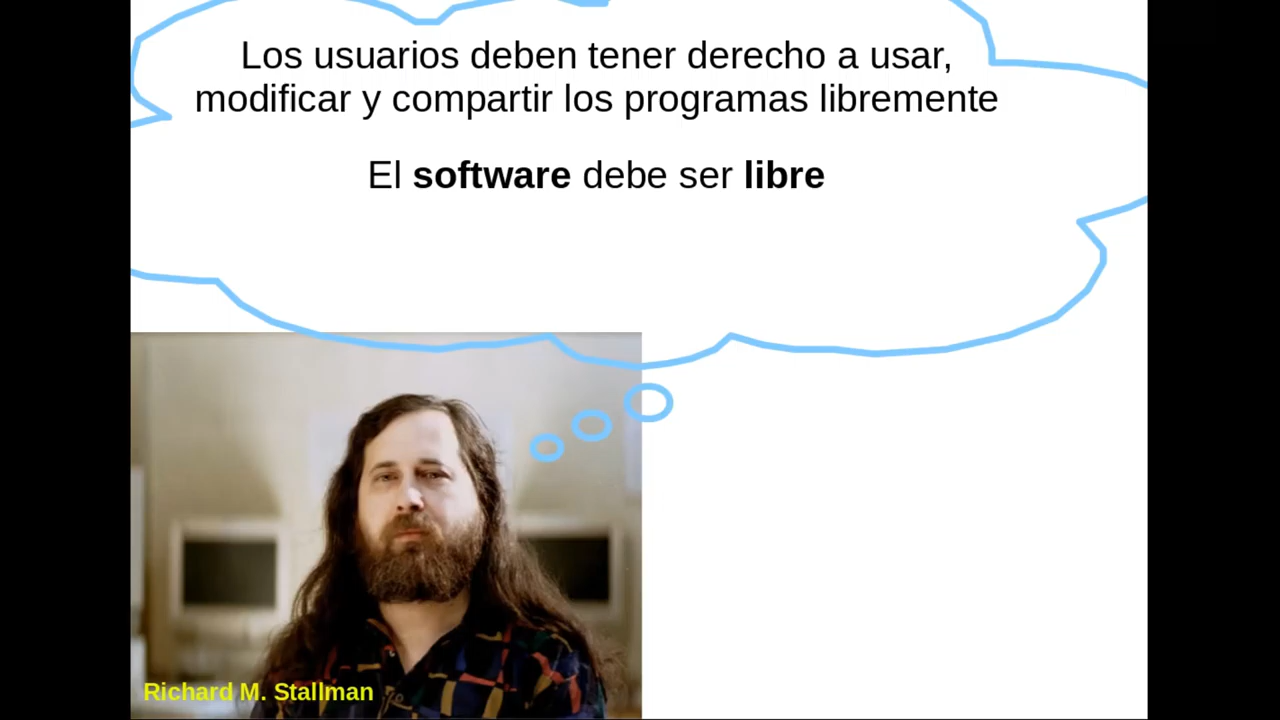 Los usuarios deben tener derecho a usar,
modificar y compartir los programas libremente
El software debe ser libre
Richard M. Stallman